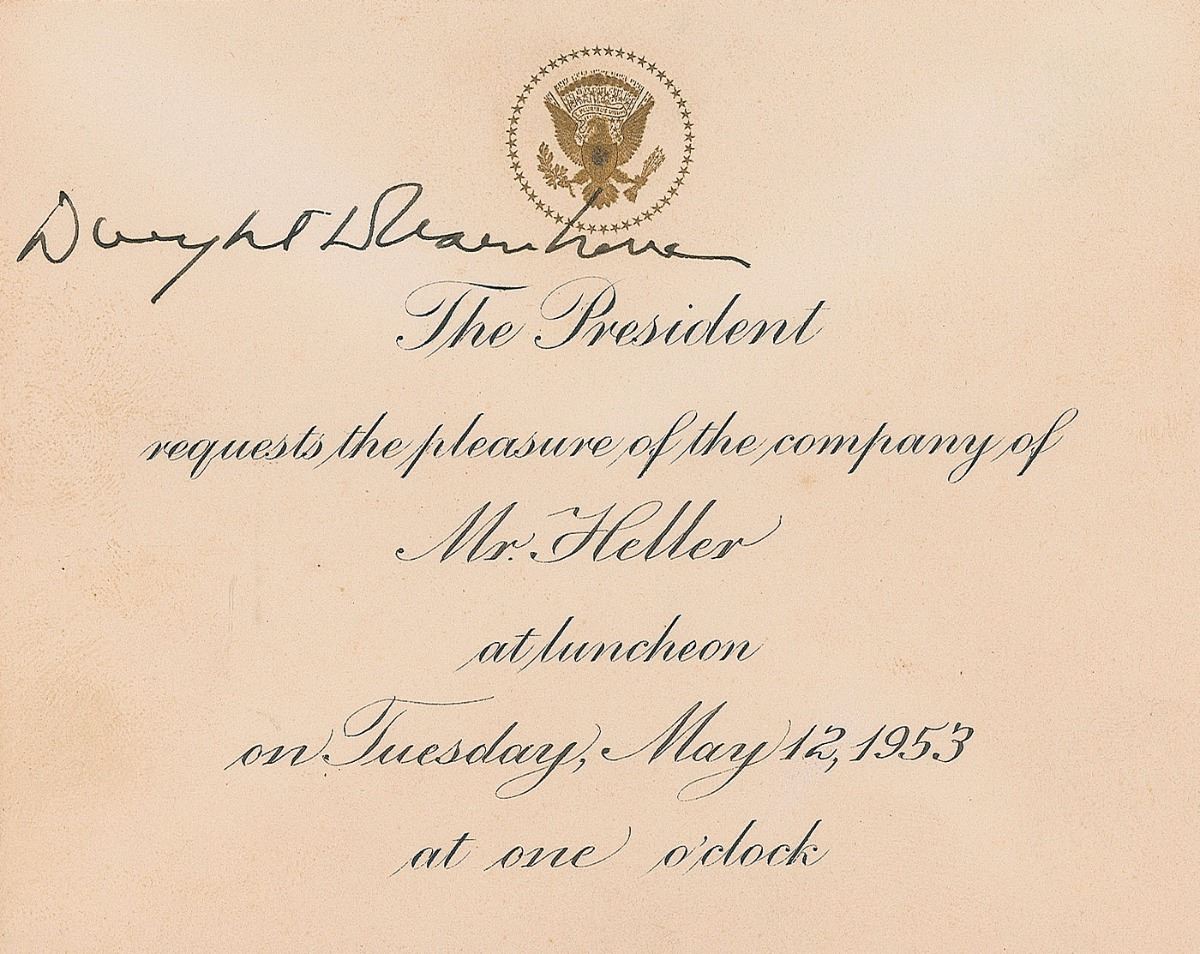 Dwight D Eisenhower
The President
requests the pleasure of the company of
Mr. Heller
at luncheon
on Tuesday, May 12, 1953
at one o'clock